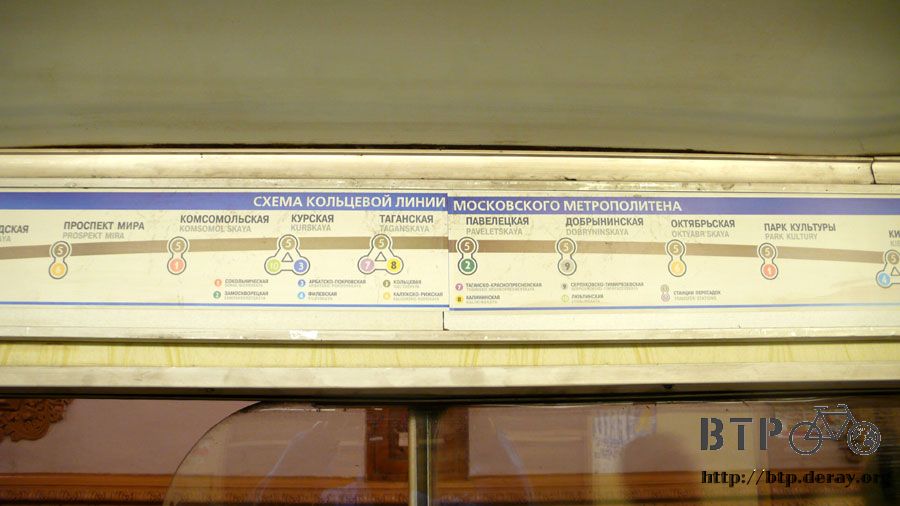 СХЕМА КОЛЬЦЕВОЙ ЛИНИИ МОСКОВСКОГО МЕТРОПОЛИТЕНА
ДСКАЯ ПРОСПЕКТ МИРА КОМСОМОЛЬСКАЯ КУРСКАЯ ТАГАНСКАЯ ПАВЕЛЕЦКАЯ ДОБРЫНИНСКАЯ ОКТЯБРЬСКАЯ ПАРК КУЛЬТУРЫ КИ
AYA PROSPEKT MIRA KOMSOMOL'SKAYA KURSKAYA TAGANSKAYA PAVELETSKAYA DOBRYNINSKAYA OKTYABR'SKAYA PARK KULTURY KI
5 5 5 5 5 5 5 5 5
6 1 10 3 7 8 2 9 6 1 4
1 СОКОЛЬНИЧЕСКАЯ 3 АРБАТСКО-ПОКРОВСКАЯ 5 КОЛЬЦЕВАЯ 7 ТАГАНСКО-КРАСНОПРЕСНЕНСКАЯ 9 СЕРПУХОВСКО-ТИМИРЯЗЕВСКАЯ СТАНЦИИ ПЕРЕСАДОК
TRANSFER STATIONS
2 ЗАМОСКВОРЕЦКАЯ 4 ФИЛЕВСКАЯ 6 КАЛУЖСКО-РИЖСКАЯ 8 КАЛИНИНСКАЯ 10 ЛЮБЛИНСКАЯ
BTP
http://btp.deray.org